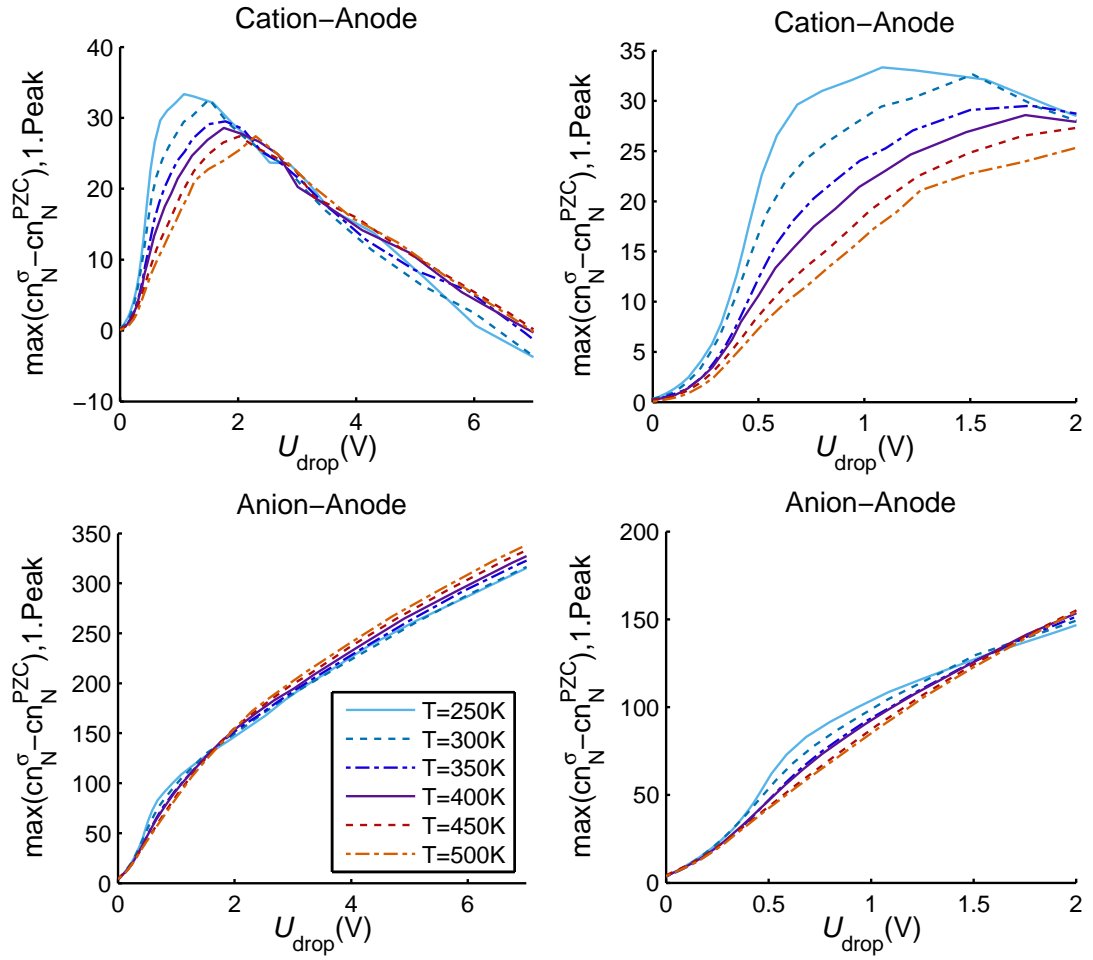 Cation−Anode
max(cn_N^σ−cn_N^PZC),1.Peak
40
30
20
10
0
−10
0 2 4 6
U_drop(V)
Cation−Anode
max(cn_N^σ−cn_N^PZC),1.Peak
35
30
25
20
15
10
5
0
0 0.5 1 1.5 2
U_drop(V)
Anion−Anode
max(cn_N^σ−cn_N^PZC),1.Peak
350
300
250
200
150
100
50
0
0 2 4 6
U_drop(V)
T=250K
T=300K
T=350K
T=400K
T=450K
T=500K
Anion−Anode
max(cn_N^σ−cn_N^PZC),1.Peak
200
150
100
50
0
0 0.5 1 1.5 2
U_drop(V)